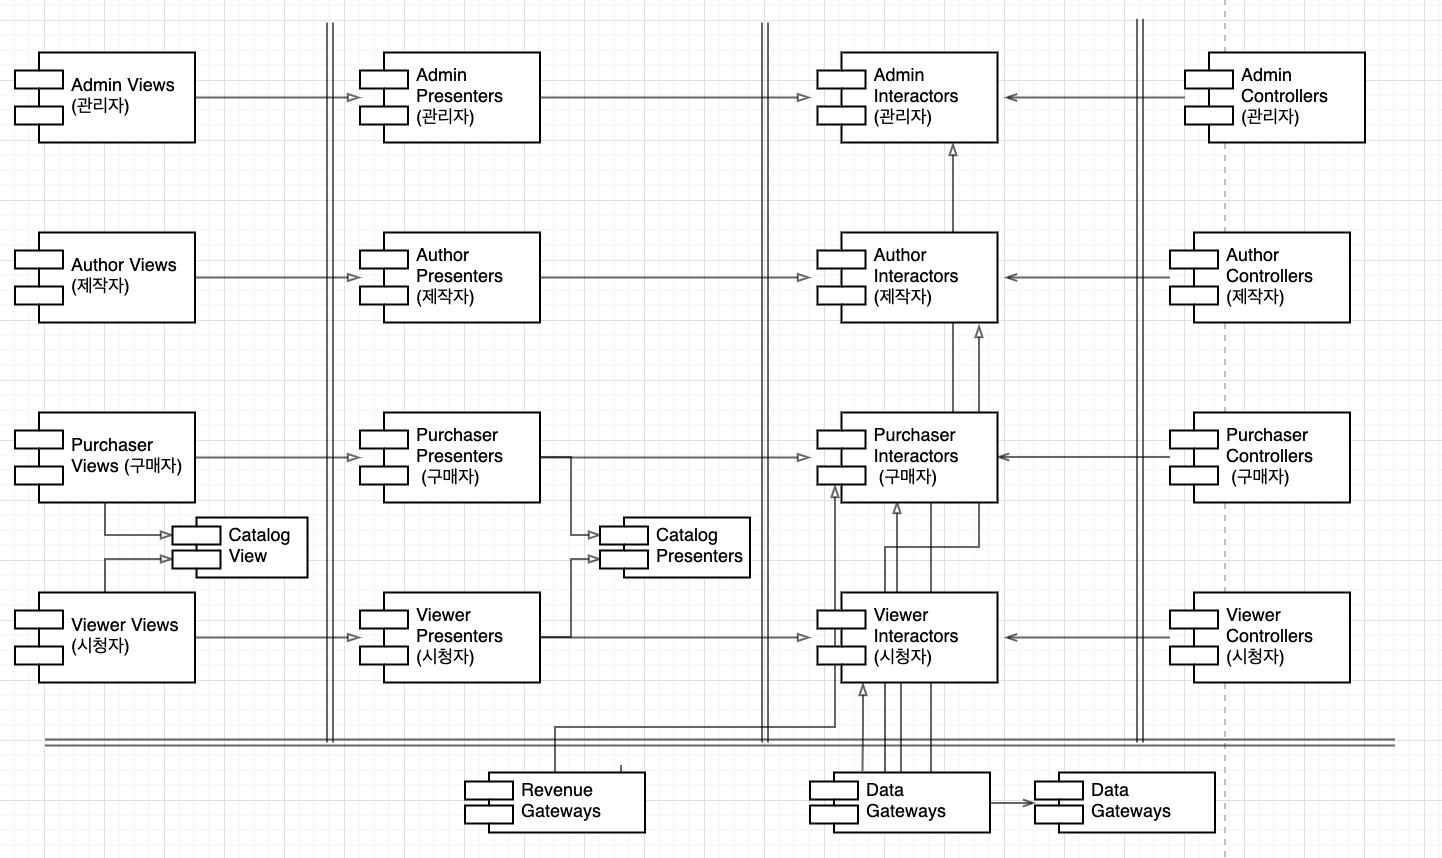 Admin Views
(관리자)
Admin
Presenters
(관리자)
Admin
Interactors
(관리자)
Admin
Controllers
(관리자)
Author Views
(제작자)
Author
Presenters
(제작자)
Author
Interactors
(제작자)
Author
Controllers
(제작자)
Purchaser
Views (구매자)
Purchaser
Presenters
(구매자)
Purchaser
Interactors
(구매자)
Purchaser
Controllers
(구매자)
Catalog
View
Catalog
Presenters
Viewer Views
(시청자)
Viewer
Presenters
(시청자)
Viewer
Interactors
(시청자)
Viewer
Controllers
(시청자)
Revenue
Gateways
Data
Gateways
Data
Gateways